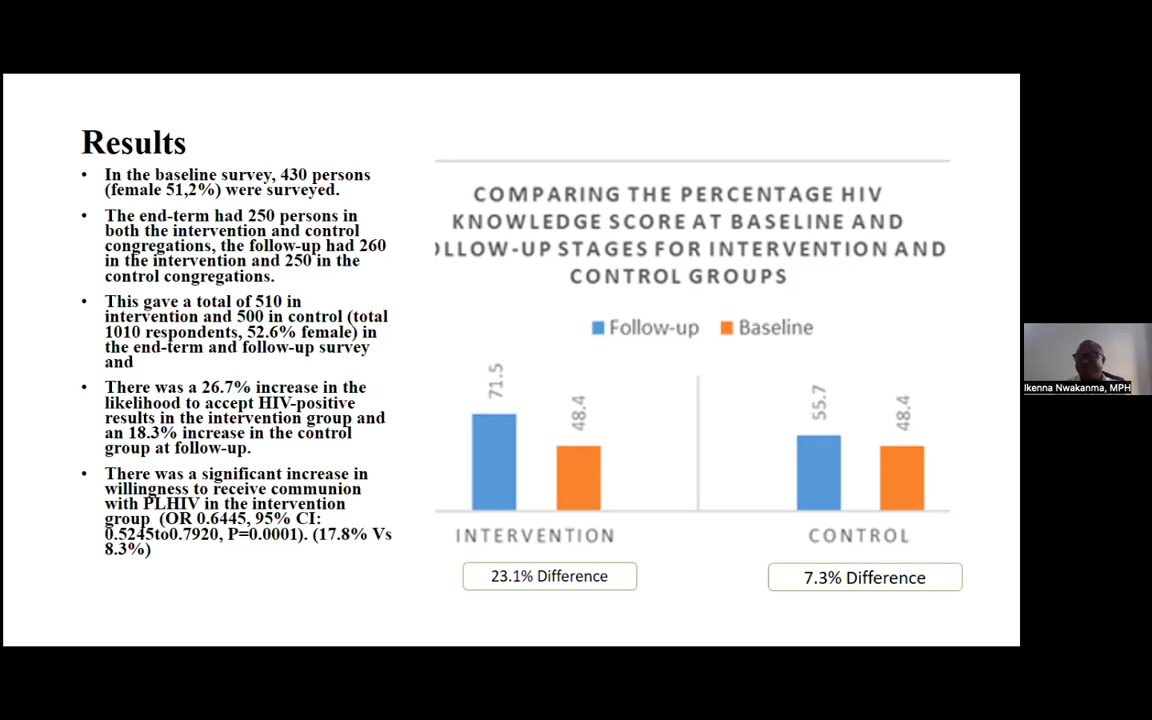 Results
• In the baseline survey, 430 persons
(female 51,2%) were surveyed.
• The end-term had 250 persons in
both the intervention and control
congregations, the follow-up had 260
in the intervention and 250 in the
control congregations.
• This gave a total of 510 in
intervention and 500 in control (total
1010 respondents, 52.6% female) in
the end-term and follow-up survey
and
• There was a 26.7% increase in the
likelihood to accept HIV-positive
results in the intervention group and
an 18.3% increase in the control
group at follow-up.
• There was a significant increase in
willingness to receive communion
with PLHIV in the intervention
group (OR 0.6445, 95% CI:
0.5245to0.7920, P=0.0001). (17.8% Vs
8.3%)
COMPARING THE PERCENTAGE HIV
KNOWLEDGE SCORE AT BASELINE AND
OLLOW-UP STAGES FOR INTERVENTION AND
CONTROL GROUPS
Follow-up Baseline
71.5
48.4
55.7
48.4
INTERVENTION
CONTROL
23.1% Difference
7.3% Difference
Ikenna Nwakanma, MPH